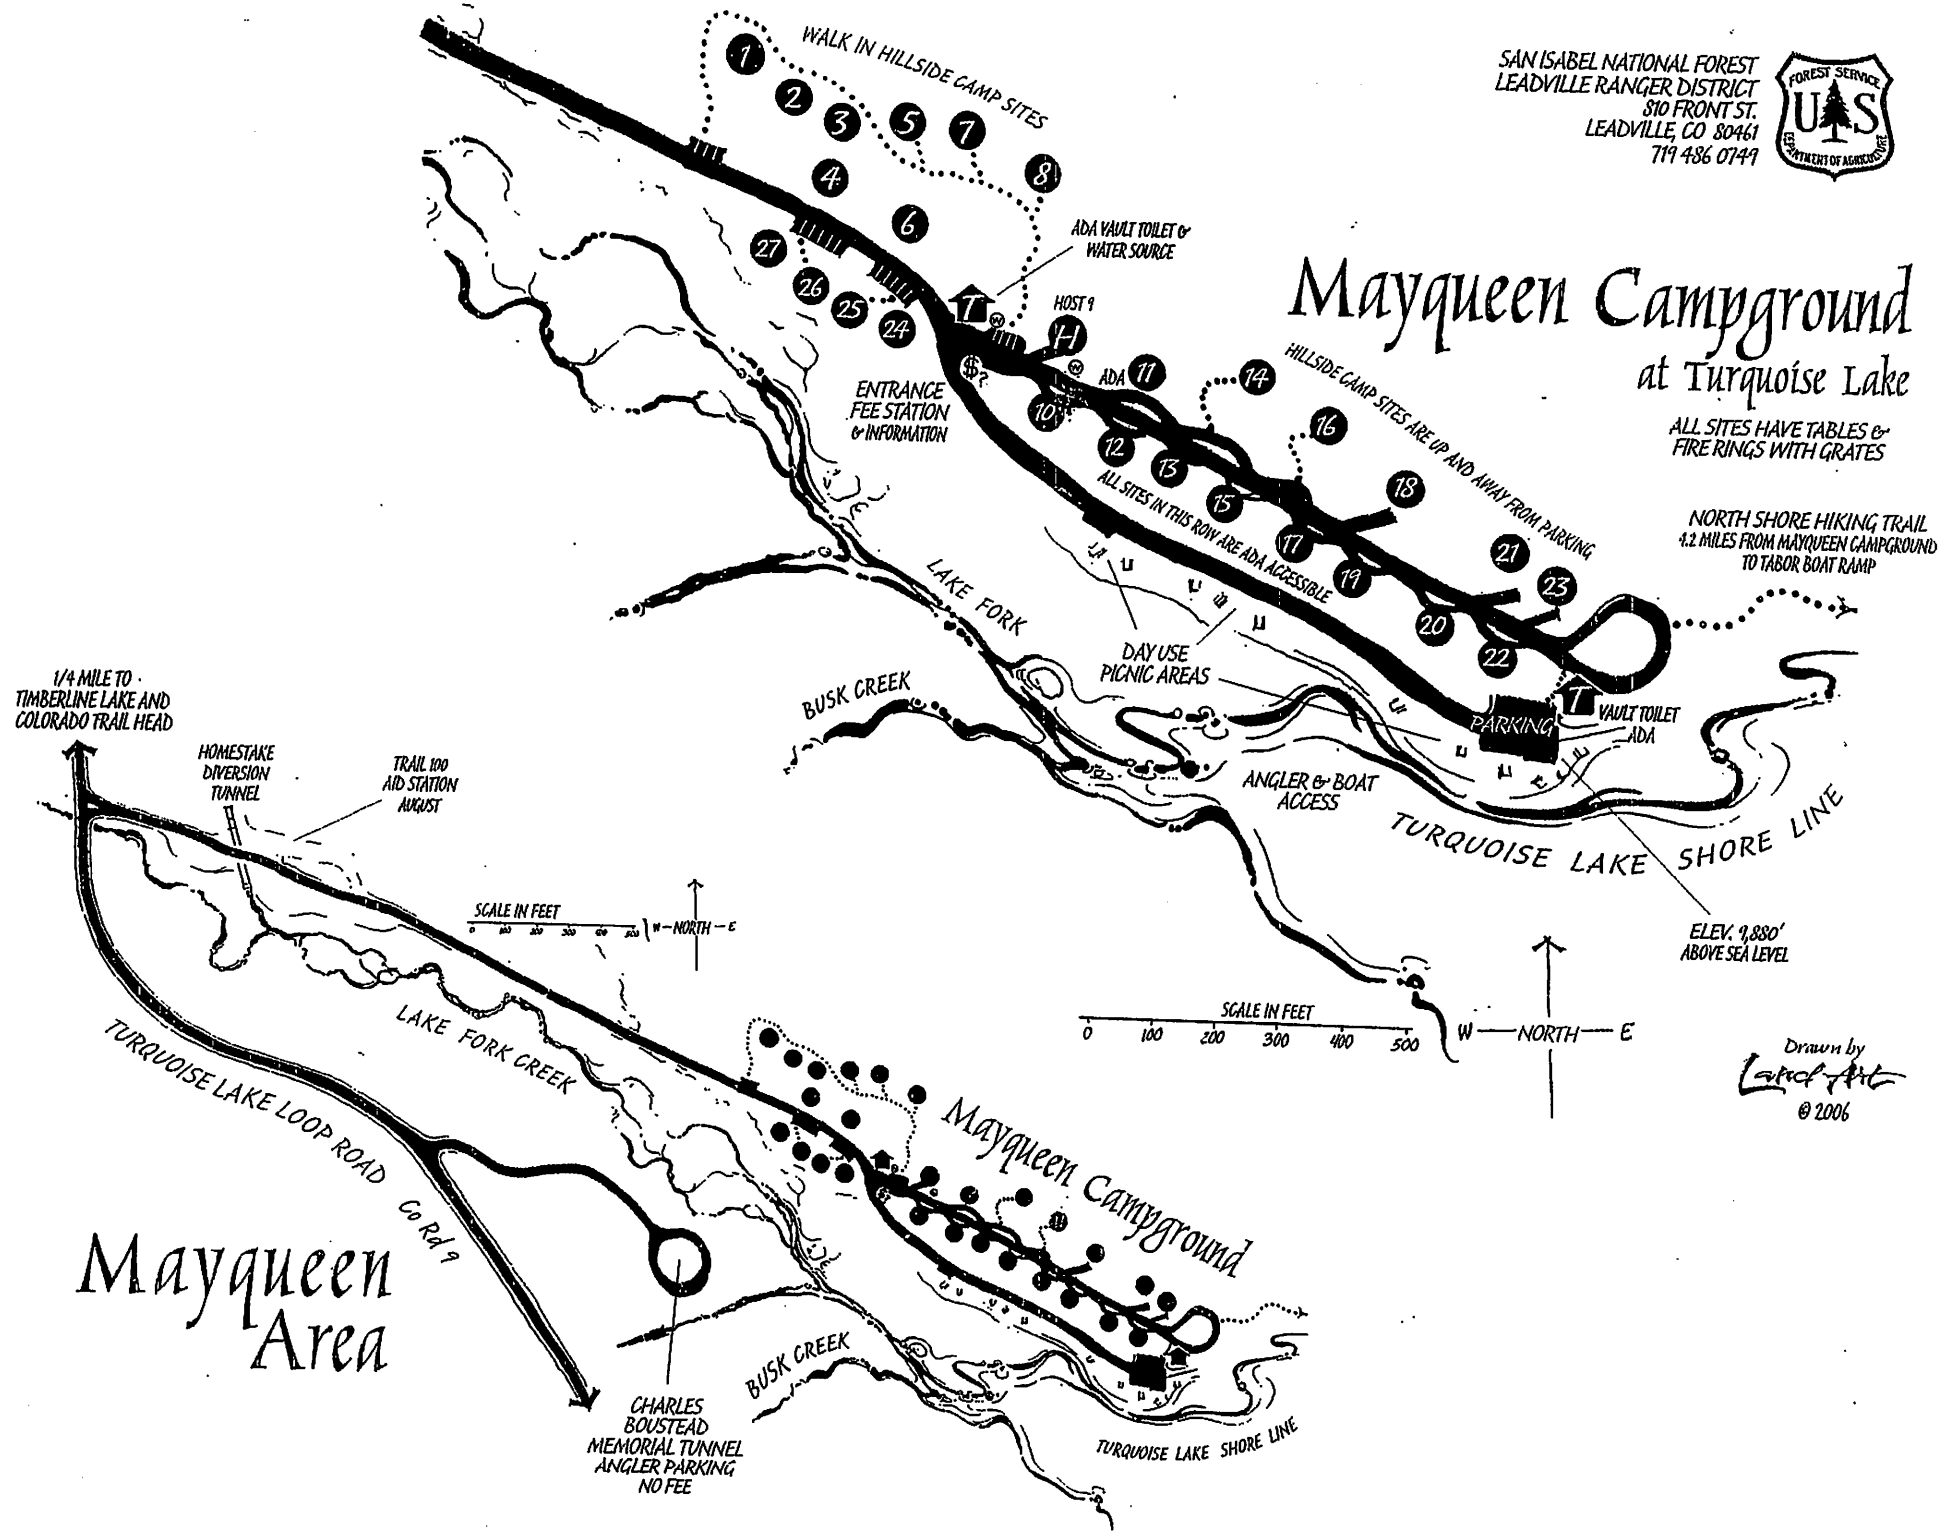 WALK IN HILLSIDE CAMP SITES
1
2
3
5
7
8
4
6
27
26
25
24
SAN ISABEL NATIONAL FOREST
LEADVILLE RANGER DISTRICT
810 FRONT ST.
LEADVILLE, CO 80461
719 486 0749
FOREST SERVICE
U S
DEPARTMENT OF AGRICULTURE
ADA VAULT TOILET &
WATER SOURCE
T
W
HOST 9
H
$?
W
ENTRANCE
FEE STATION
& INFORMATION
Mayqueen Campground
at Turquoise Lake
ALL SITES HAVE TABLES &
FIRE RINGS WITH GRATES
HILLSIDE CAMP SITES ARE UP AND AWAY FROM PARKING
ADA 11
10
12
13
14
15
16
17
18
19
20
21
22
23
ALL SITES IN THIS ROW ARE ADA ACCESSIBLE
NORTH SHORE HIKING TRAIL
4.2 MILES FROM MAYQUEEN CAMPGROUND
TO TABOR BOAT RAMP
LAKE FORK
DAY USE
PICNIC AREAS
BUSK CREEK
PARKING
T
VAULT TOILET
ADA
ANGLER & BOAT
ACCESS
TURQUOISE LAKE SHORE LINE
ELEV. 9,880'
ABOVE SEA LEVEL
SCALE IN FEET
0 100 200 300 400 500
W — NORTH — E
Drawn by
Land Art
© 2006
1/4 MILE TO
TIMBERLINE LAKE AND
COLORADO TRAIL HEAD
HOMESTAKE
DIVERSION
TUNNEL
TRAIL 100
AID STATION
AUGUST
SCALE IN FEET
0 100 200 300 400 500
W — NORTH — E
LAKE FORK CREEK
TURQUOISE LAKE LOOP ROAD Co Rd 9
Mayqueen Campground
Mayqueen
Area
BUSK CREEK
CHARLES
BOUSTEAD
MEMORIAL TUNNEL
ANGLER PARKING
NO FEE
TURQUOISE LAKE SHORE LINE